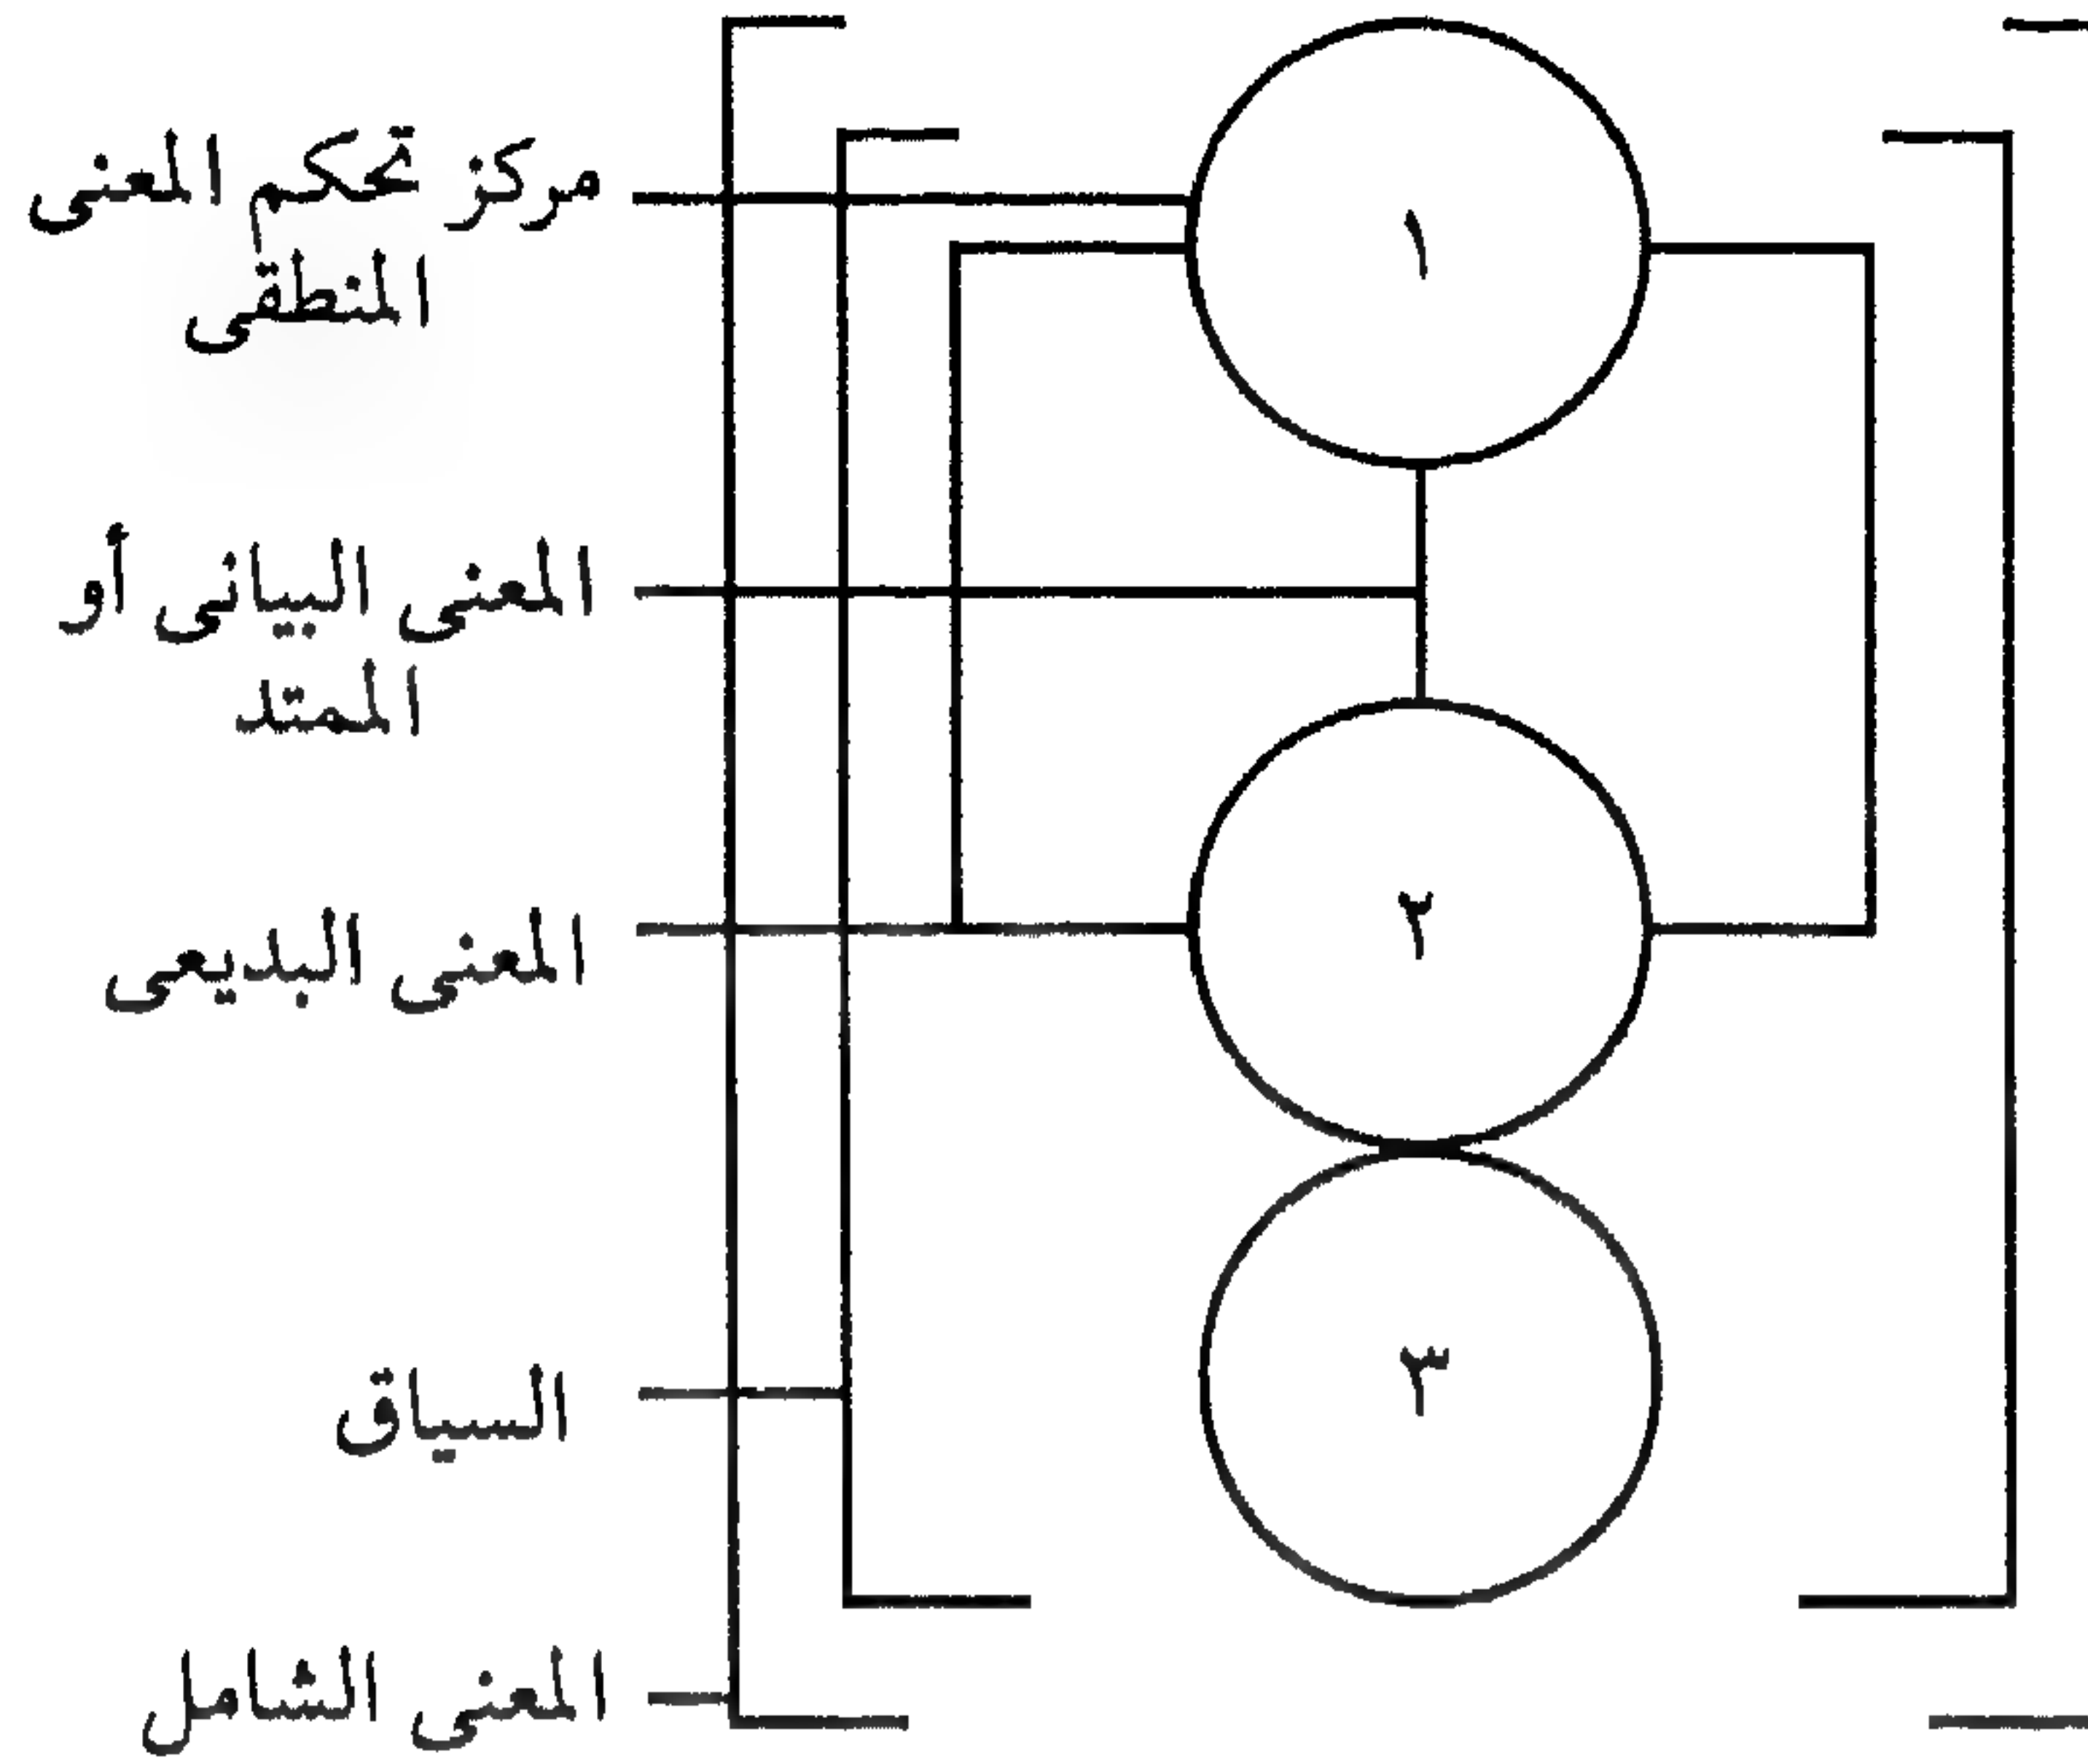 مركز تحكم المعنى
المنطقى
١
المعنى البيانى أو
الممتد
المعنى البديعى
٢
السياق
٣
المعنى الشامل